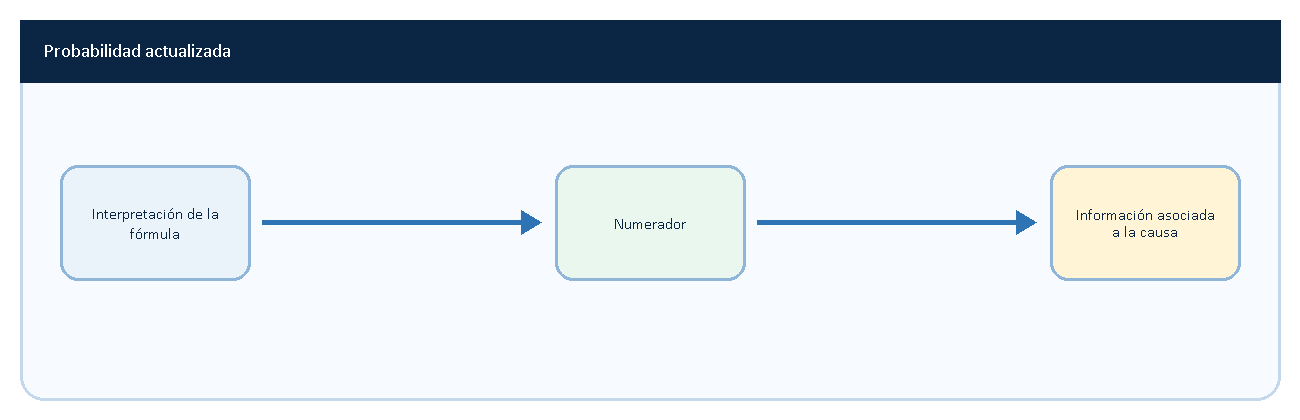 Probabilidad actualizada
Interpretación de la
fórmula
Numerador
Información asociada
a la causa